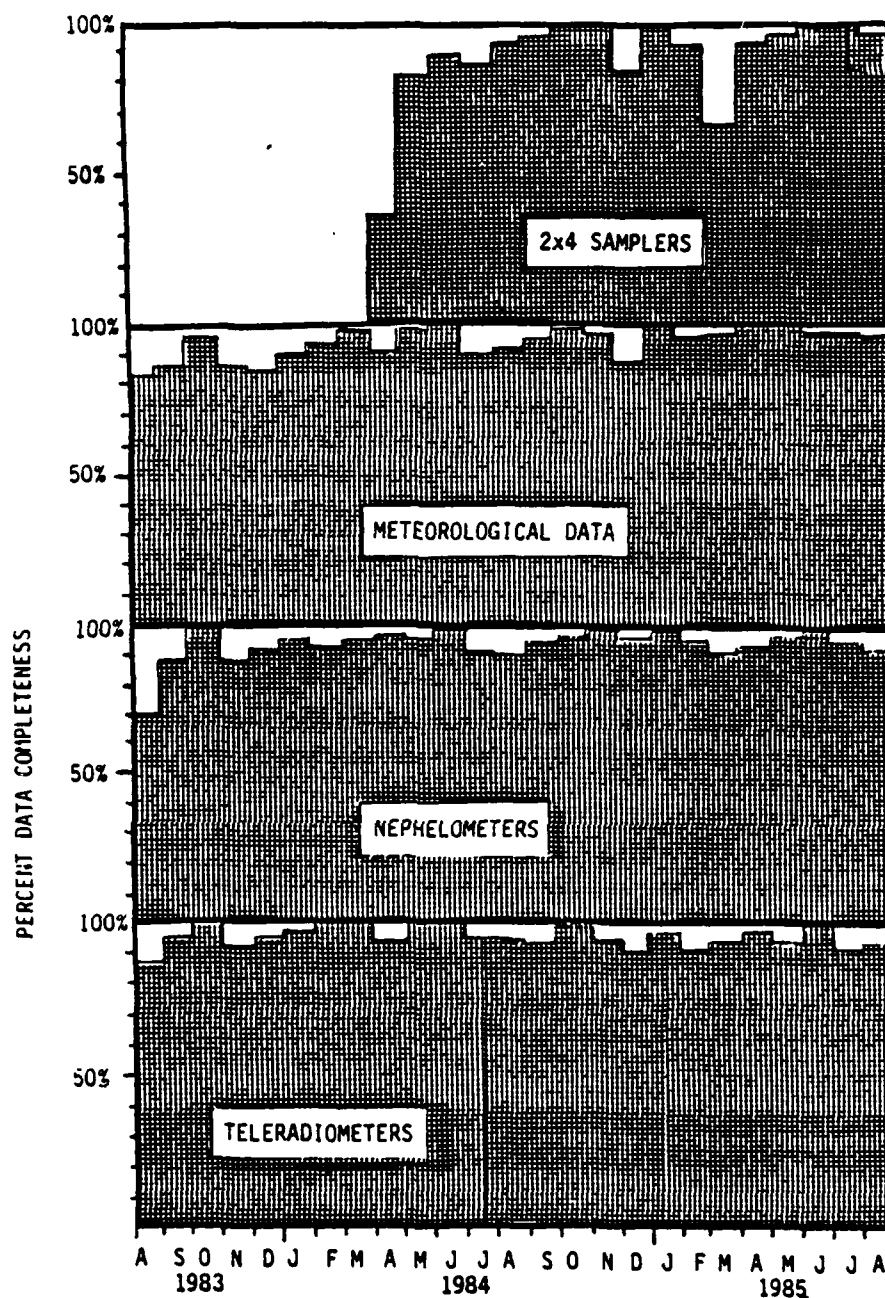 100%
50%
2x4 SAMPLERS
100%
50%
METEOROLOGICAL DATA
100%
50%
NEPHELOMETERS
100%
50%
TELERADIOMETERS
PERCENT DATA COMPLETENESS
A S O N D J F M A M J J A S O N D J F M A M J J A
1983 1984 1985